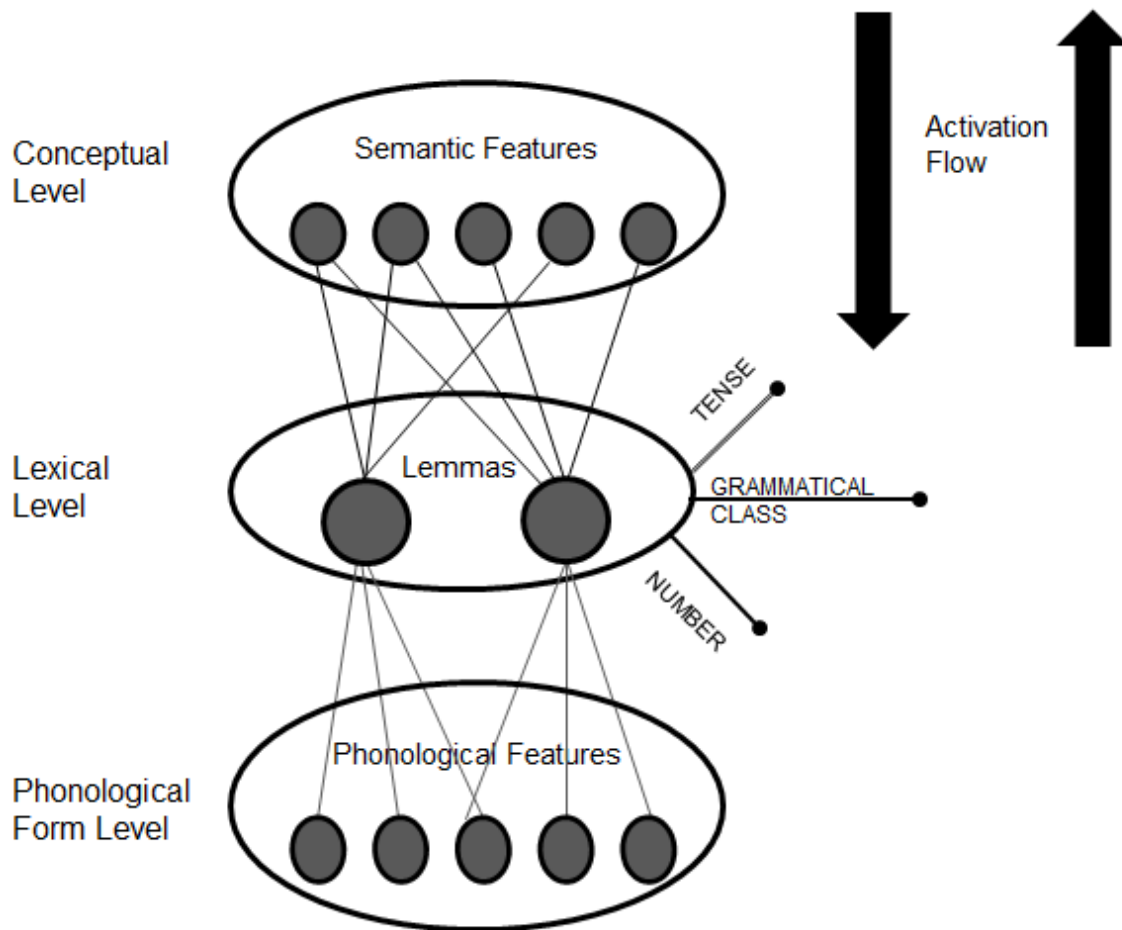 Conceptual
Level
Semantic Features
Activation
Flow
Lexical
Level
Lemmas
TENSE
GRAMMATICAL
CLASS
NUMBER
Phonological
Form Level
Phonological Features